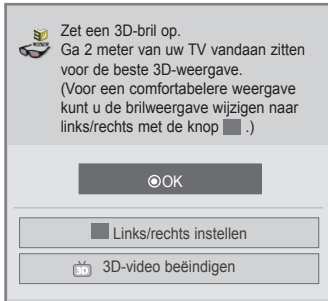 Zet een 3D-bril op.
Ga 2 meter van uw TV vandaan zitten
voor de beste 3D-weergave.
(Voor een comfortabelere weergave
kunt u de brilweergave wijzigen naar
links/rechts met de knop .)
OK
Links/rechts instellen
3D 3D-video beëindigen